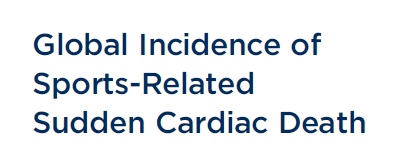 Global Incidence of
Sports-Related
Sudden Cardiac Death